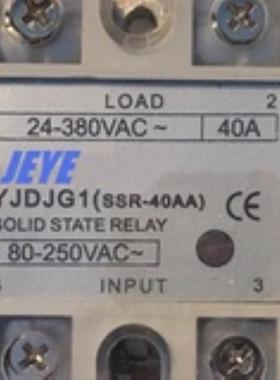 LOAD 2
24-380VAC ~ 40A
JEYE
YJDJG1(SSR-40AA)
CE
SOLID STATE RELAY
80-250VAC~
INPUT 3